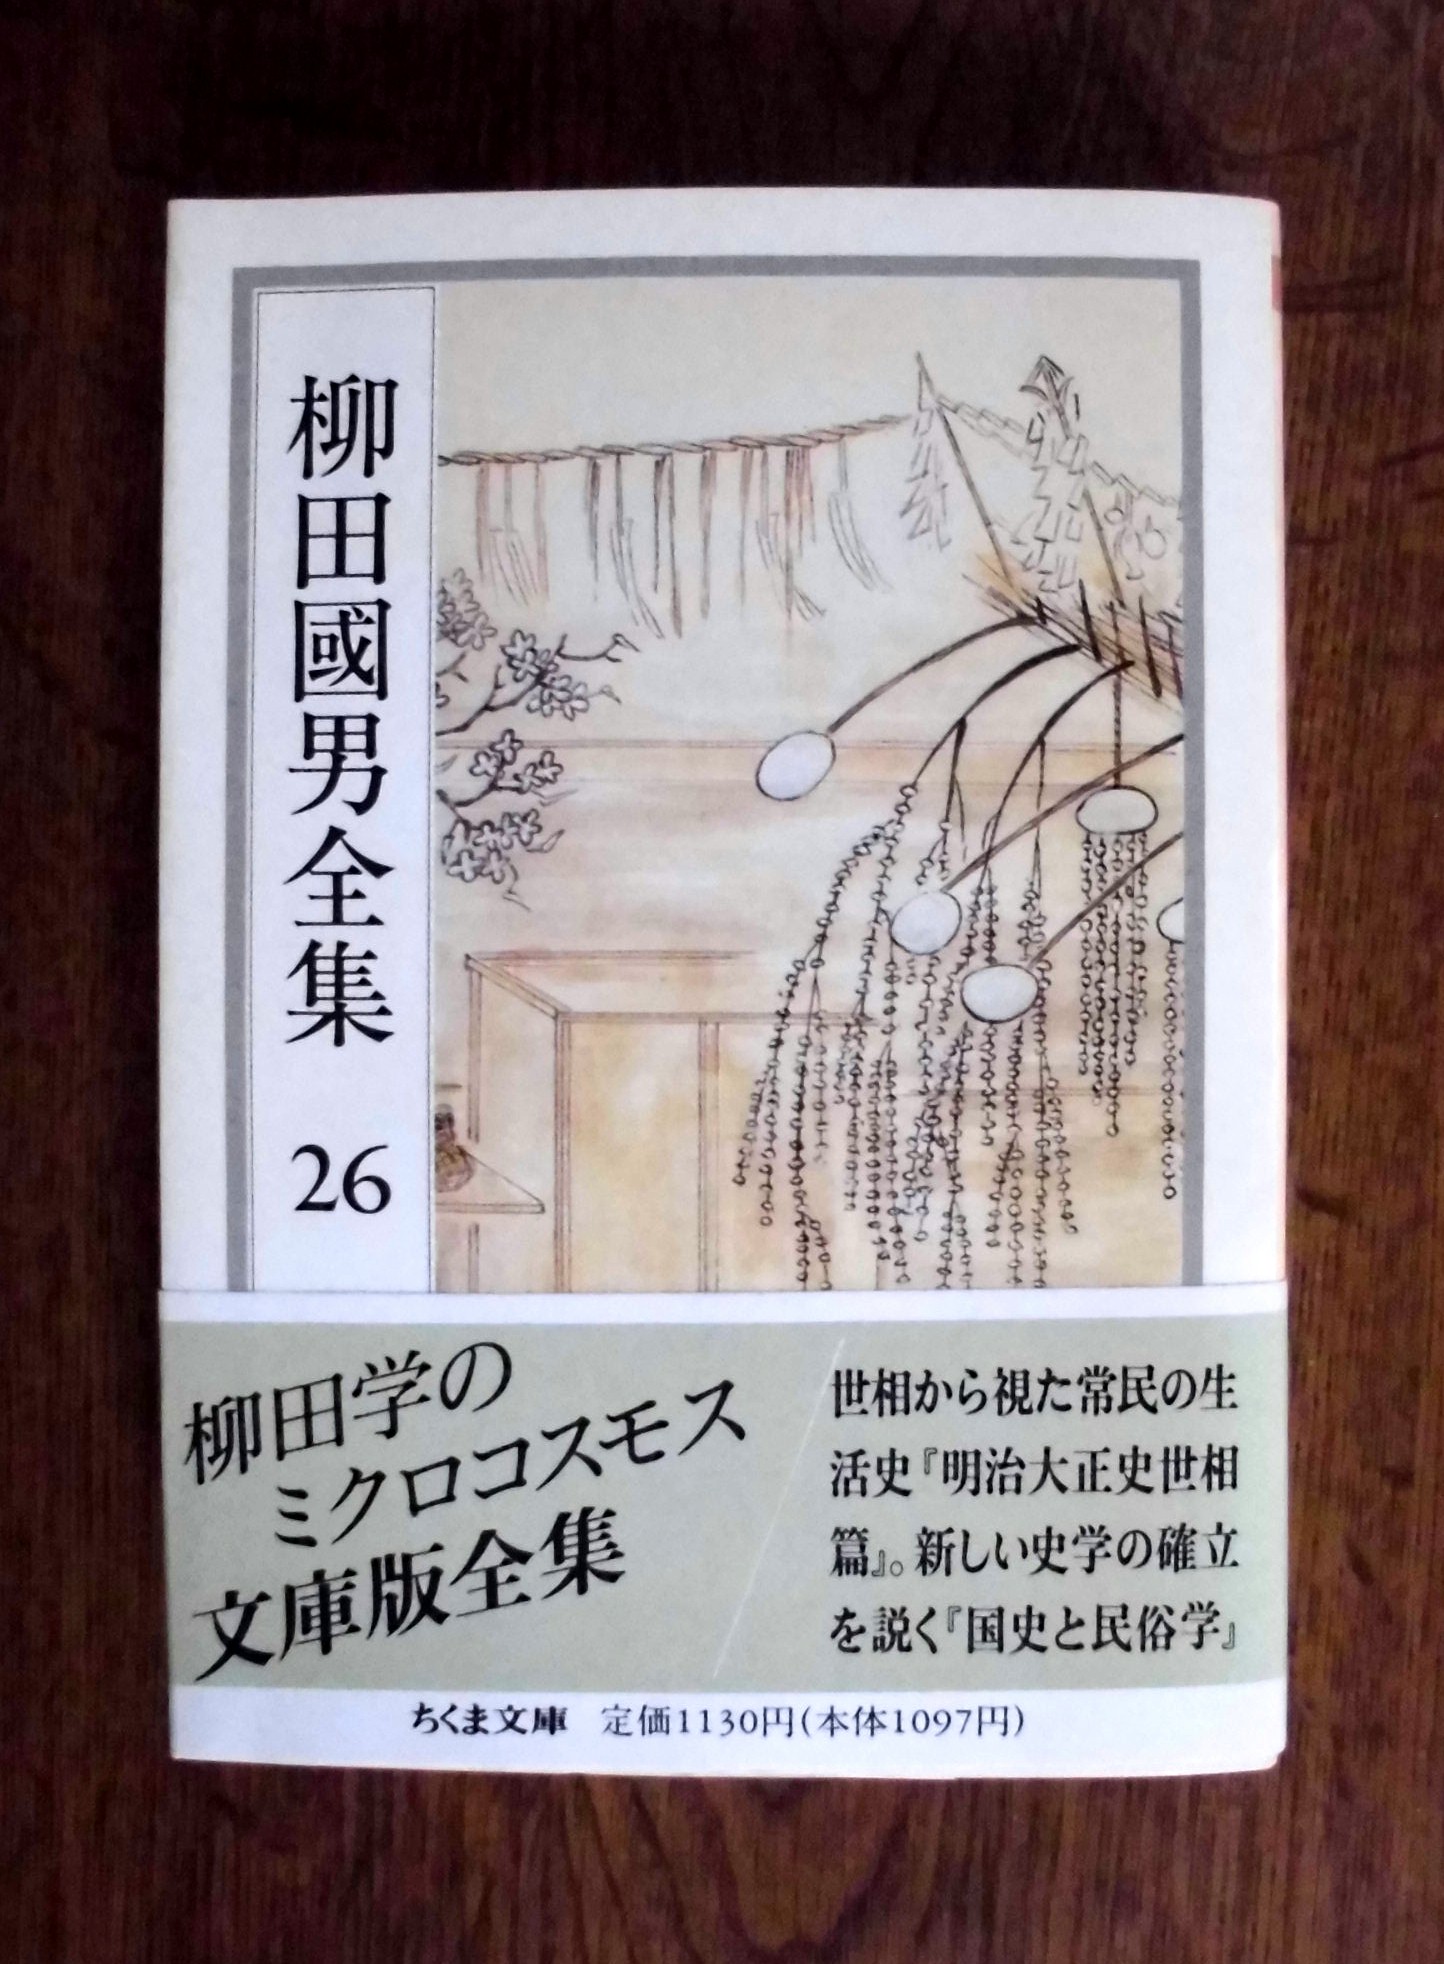 柳田國男全集 26
柳田学の
ミクロコスモス
文庫版全集
世相から視た常民の生
活史『明治大正史世相
篇』。新しい史学の確立
を説く『国史と民俗学』
ちくま文庫 定価1130円(本体1097円)